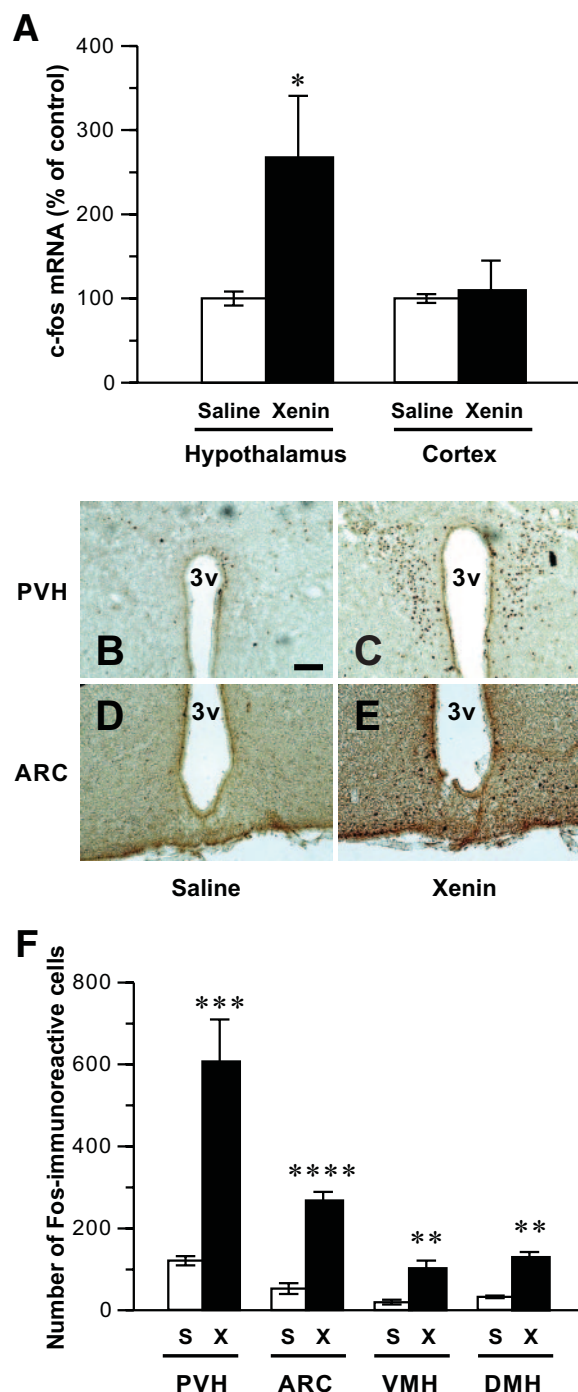 A
c-fos mRNA (% of control)
400
300
200
100
0
*
Saline Xenin Saline Xenin
Hypothalamus Cortex
PVH
3v
B
3v
C
ARC
3v
D
3v
E
Saline Xenin
F
Number of Fos-immunoreactive cells
800
600
400
200
0
***
****
**
**
S X S X S X S X
PVH ARC VMH DMH